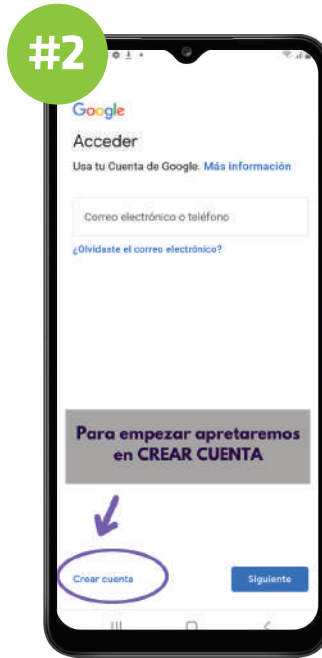 #2
Google
Acceder
Usa tu Cuenta de Google. Más información
Correo electrónico o teléfono
¿Olvidaste el correo electrónico?
Para empezar apretaremos
en CREAR CUENTA
Crear cuenta
Siguiente